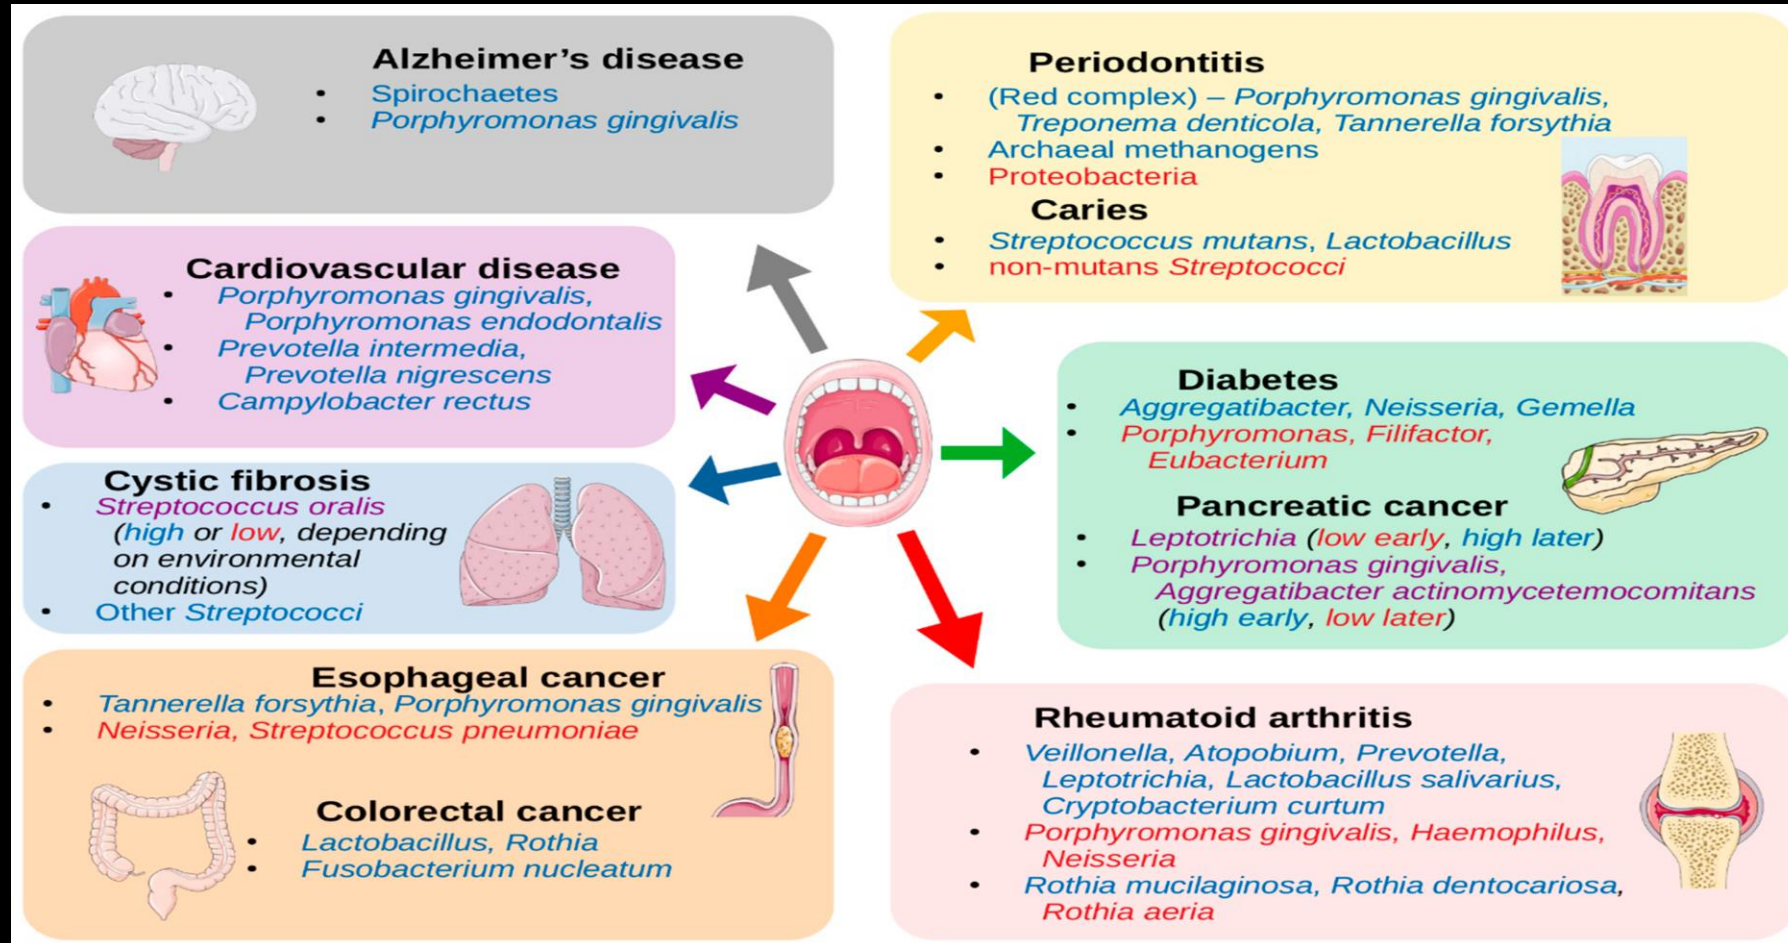 Alzheimer’s disease
• Spirochaetes
• Porphyromonas gingivalis
Cardiovascular disease
• Porphyromonas gingivalis,
Porphyromonas endodontalis
• Prevotella intermedia,
Prevotella nigrescens
• Campylobacter rectus
Cystic fibrosis
• Streptococcus oralis
(high or low, depending
on environmental
conditions)
• Other Streptococci
Esophageal cancer
• Tannerella forsythia, Porphyromonas gingivalis
• Neisseria, Streptococcus pneumoniae
Colorectal cancer
• Lactobacillus, Rothia
• Fusobacterium nucleatum
Periodontitis
• (Red complex) – Porphyromonas gingivalis,
Treponema denticola, Tannerella forsythia
• Archaeal methanogens
• Proteobacteria
Caries
• Streptococcus mutans, Lactobacillus
• non-mutans Streptococci
Diabetes
• Aggregatibacter, Neisseria, Gemella
• Porphyromonas, Filifactor,
Eubacterium
Pancreatic cancer
• Leptotrichia (low early, high later)
• Porphyromonas gingivalis,
Aggregatibacter actinomycetemcomitans
(high early, low later)
Rheumatoid arthritis
• Veillonella, Atopobium, Prevotella,
Leptotrichia, Lactobacillus salivarius,
Cryptobacterium curtum
• Porphyromonas gingivalis, Haemophilus,
Neisseria
• Rothia mucilaginosa, Rothia dentocariosa,
Rothia aeria